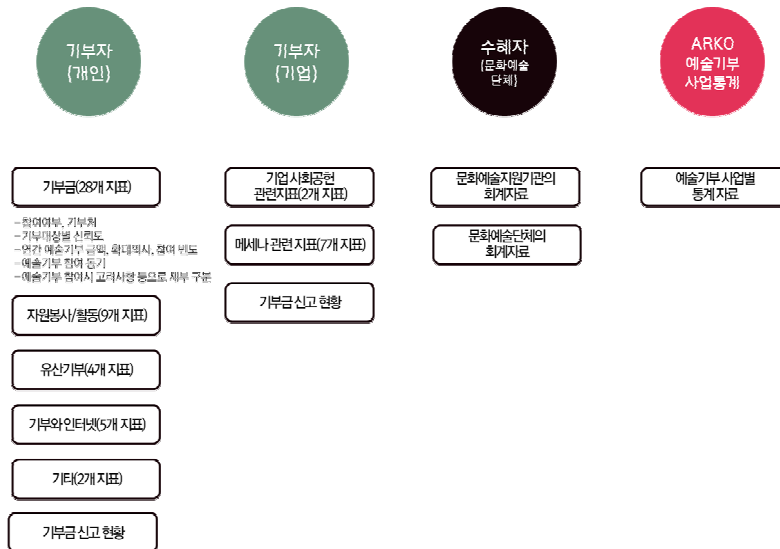 기부자
(개인)
기부금(28개 지표)
-참여여부, 기부처
-기부대상별 신뢰도
-연간 예술기부 금액, 확대의사, 참여 빈도
-예술기부 참여 동기
-예술기부 참여시 고려사항 등으로 세부 구분
자원봉사/활동(9개 지표)
유산기부(4개 지표)
기부와 인터넷(5개 지표)
기타(2개 지표)
기부금 신고 현황
기부자
(기업)
기업 사회공헌
관련지표(2개 지표)
메세나 관련 지표(7개 지표)
기부금 신고 현황
수혜자
(문화예술
단체)
문화예술지원기관의
회계자료
문화예술단체의
회계자료
ARKO
예술기부
사업통계
예술기부 사업별
통계 자료